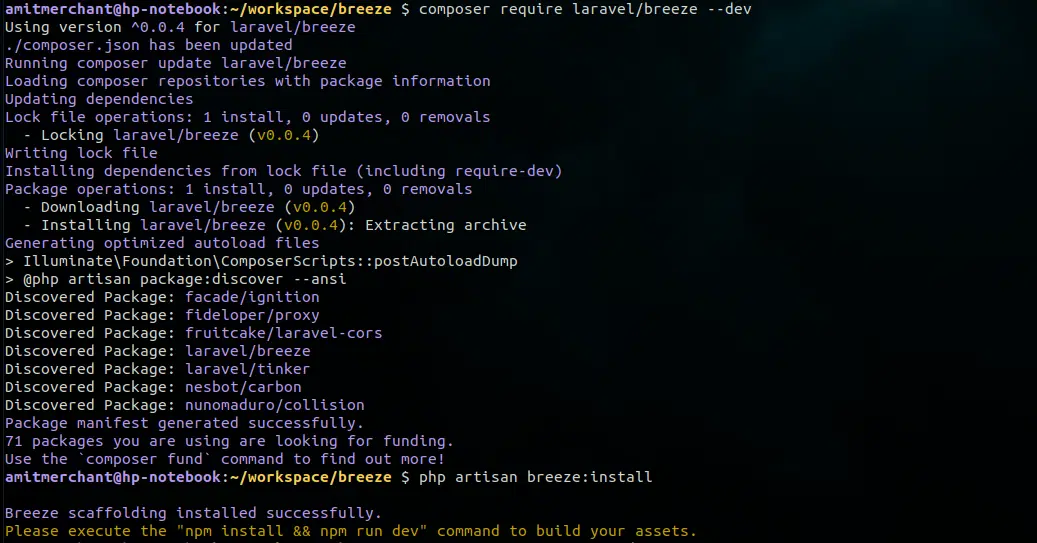 amitmerchant@hp-notebook:~/workspace/breeze $ composer require laravel/breeze --dev
Using version ^0.0.4 for laravel/breeze
./composer.json has been updated
Running composer update laravel/breeze
Loading composer repositories with package information
Updating dependencies
Lock file operations: 1 install, 0 updates, 0 removals
  - Locking laravel/breeze (v0.0.4)
Writing lock file
Installing dependencies from lock file (including require-dev)
Package operations: 1 install, 0 updates, 0 removals
  - Downloading laravel/breeze (v0.0.4)
  - Installing laravel/breeze (v0.0.4): Extracting archive
Generating optimized autoload files
> Illuminate\Foundation\ComposerScripts::postAutoloadDump
> @php artisan package:discover --ansi
Discovered Package: facade/ignition
Discovered Package: fideloper/proxy
Discovered Package: fruitcake/laravel-cors
Discovered Package: laravel/breeze
Discovered Package: laravel/tinker
Discovered Package: nesbot/carbon
Discovered Package: nunomaduro/collision
Package manifest generated successfully.
71 packages you are using are looking for funding.
Use the `composer fund` command to find out more!
amitmerchant@hp-notebook:~/workspace/breeze $ php artisan breeze:install
Breeze scaffolding installed successfully.
Please execute the "npm install && npm run dev" command to build your assets.